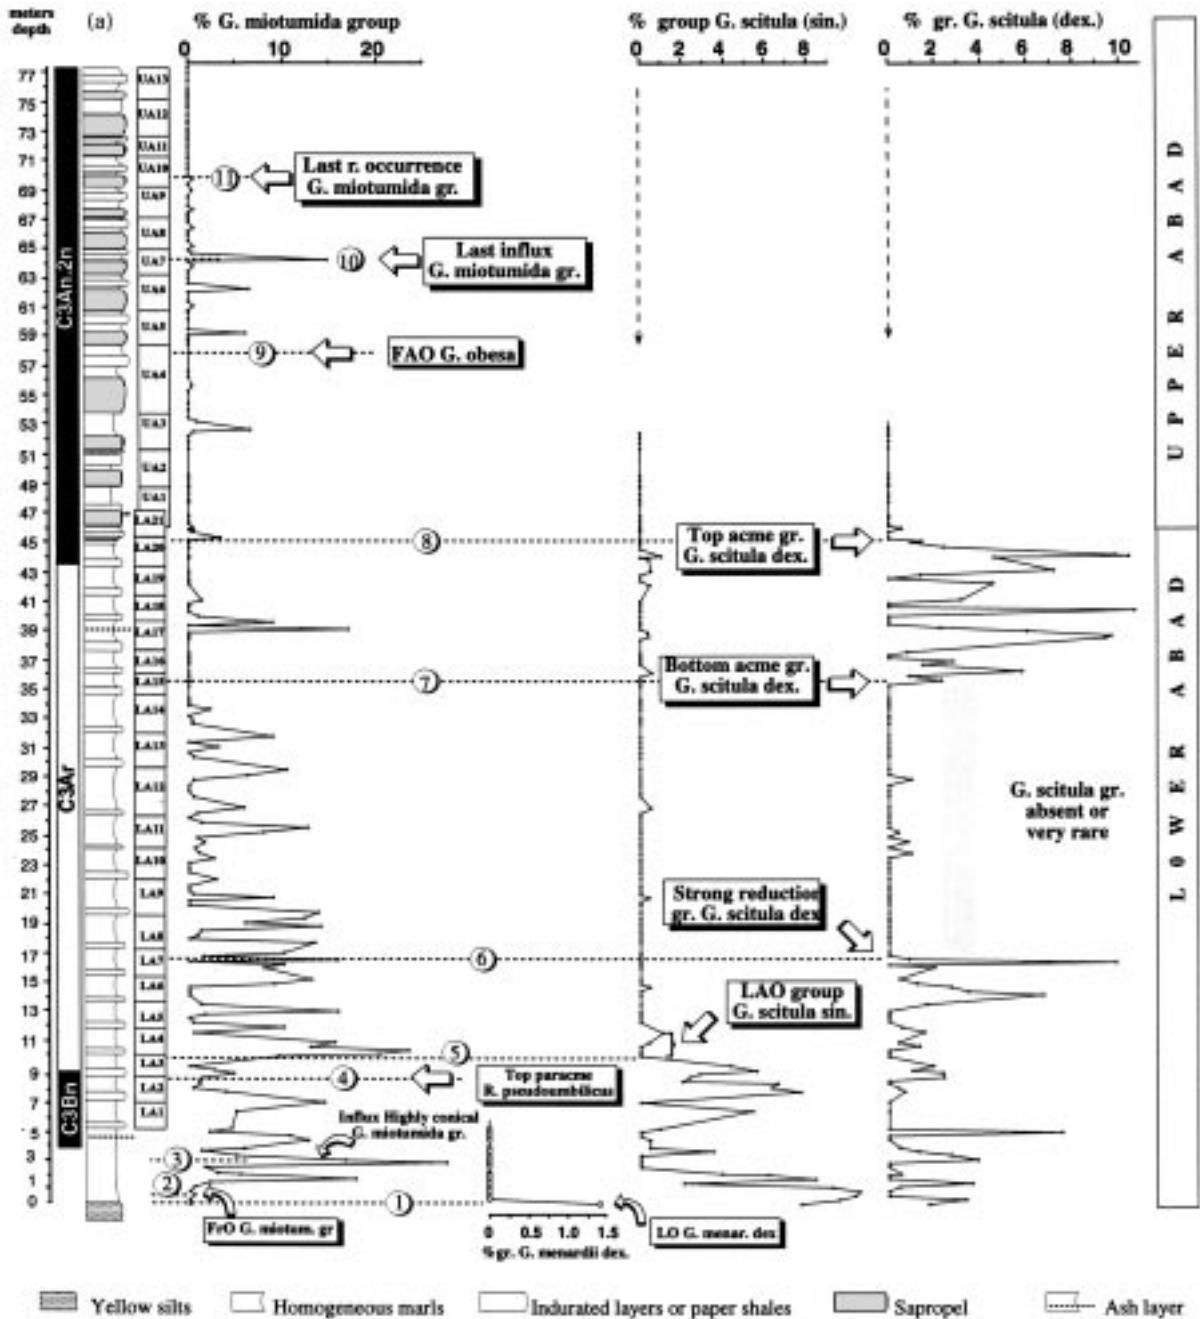 meters
depth
(a)
% G. miotumida group
% group G. scitula (sin.)
% gr. G. scitula (dex.)
0 10 20
0 2 4 6 8
0 2 4 6 8 10
77
75
73
71
69
67
65
63
61
59
57
55
53
51
49
47
45
43
41
39
37
35
33
31
29
27
25
23
21
19
17
15
13
11
9
7
5
3
1
0
C3An.2n
C3Ar
C3Bn
UA13
UA12
UA11
UA10
UA9
UA8
UA7
UA6
UA5
UA4
UA3
UA2
UA1
LA21
LA20
LA19
LA18
LA17
LA16
LA15
LA14
LA13
LA12
LA11
LA10
LA9
LA8
LA7
LA6
LA5
LA4
LA3
LA2
LA1
11
Last r. occurrence
G. miotumida gr.
10
Last influx
G. miotumida gr.
9
FAO G. obesa
8
Top acme gr.
G. scitula dex.
7
Bottom acme gr.
G. scitula dex.
G. scitula gr.
absent or
very rare
Strong reduction
gr. G. scitula dex
6
LAO group
G. scitula sin.
5
4
Top paracme
R. pseudoumbilicus
Influx Highly conical
G. miotumida gr.
3
2
1
FrO G. miotum. gr
0 0.5 1.0 1.5
% gr. G. menardii dex.
LO G. menar. dex
UPPER ABAD
LOWER ABAD
Yellow silts
Homogeneous marls
Indurated layers or paper shales
Sapropel
Ash layer